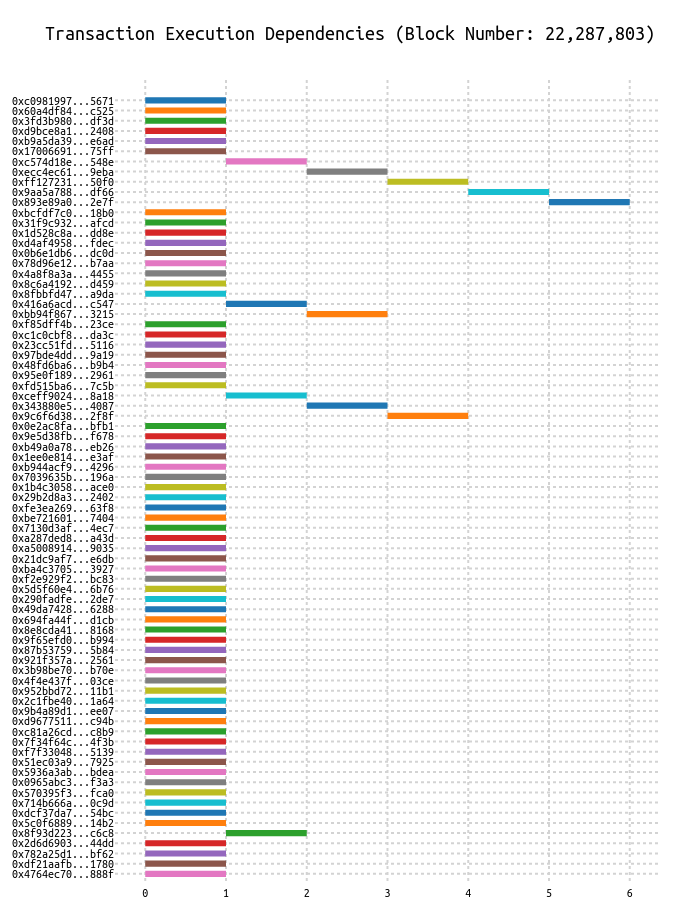 Transaction Execution Dependencies (Block Number: 22,287,803)
0xc0981997...5671
0x60a4df84...c525
0x3fd3b980...df3d
0xd9bce8a1...2408
0xb9a5da39...e6ad
0x17006691...75ff
0xc574d18e...548e
0xecc4ec61...9eba
0xff127231...50f0
0x9aa5a788...df66
0x893e89a0...2e7f
0xbcfdf7c0...18b0
0x31f9c932...afcd
0x1d528c8a...dd8e
0xd4af4958...fdec
0x0b6e1db6...dc0d
0x78d96e12...b7aa
0x4a8f8a3a...4455
0x8c6a4192...d459
0x8fbbfd47...a9da
0x416a6acd...c547
0xbb94f867...3215
0xf85dff4b...23ce
0xc1c0cbf8...da3c
0x23cc51fd...5116
0x97bde4dd...9a19
0x48fd6ba6...b9b4
0x95e0f189...2961
0xfd515ba6...7c5b
0xceff9024...8a18
0x343880e5...4087
0x9c6f6d38...2f8f
0x0e2ac8fa...bfb1
0x9e5d38fb...f678
0xb49a0a78...eb26
0x1ee0e814...e3af
0xb944acf9...4296
0x7039635b...196a
0x1b4c3058...ace0
0x29b2d8a3...2402
0xfe3ea269...63f8
0xbe721601...7404
0x7130d3af...4ec7
0xa287ded8...a43d
0xa5008914...9035
0x21dc9af7...e6db
0xba4c3705...3927
0xf2e929f2...bc83
0x5d5f60e4...6b76
0x290fadfe...2de7
0x49da7428...6288
0x694fa44f...d1cb
0x8e8cda41...8168
0x9f65efd0...b994
0x87b53759...5b84
0x921f357a...2561
0x3b98be70...b70e
0x4f4e437f...03ce
0x952bbd72...11b1
0x2c1fbe40...1a64
0x9b4a89d1...ee07
0xd9677511...c94b
0xc81a26cd...c8b9
0x7f34f64c...4f3b
0xf7f33048...5139
0x51ec03a9...7925
0x5936a3ab...bdea
0x0965abc3...f3a3
0x570395f3...fca0
0x714b666a...0c9d
0xdcf37da7...54bc
0x5c0f6889...14b2
0x8f93d223...c6c8
0x2d6d6903...44dd
0x782a25d1...bf62
0xdf21aafb...1780
0x4764ec70...888f
0 1 2 3 4 5 6